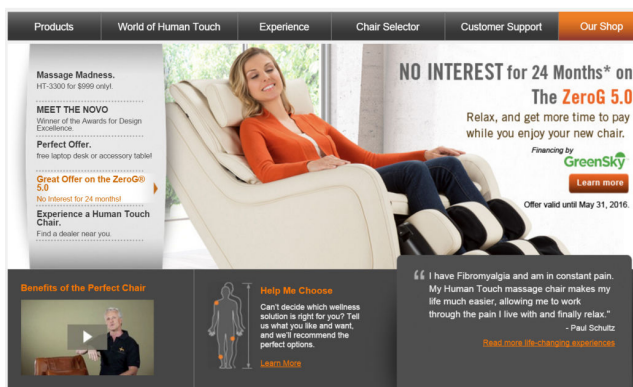 Products World of Human Touch Experience Chair Selector Customer Support Our Shop
Massage Madness.
HT-3300 for $999 only!.
MEET THE NOVO
Winner of the Awards for Design
Excellence.
Perfect Offer.
free laptop desk or accessory table!
Great Offer on the ZeroG®
5.0
No Interest for 24 months!
Experience a Human Touch
Chair.
Find a dealer near you.
NO INTEREST for 24 Months* on
The ZeroG 5.0
Relax, and get more time to pay
while you enjoy your new chair.
Financing by
GreenSky
Learn more
Offer valid until May 31, 2016.
Benefits of the Perfect Chair
Help Me Choose
Can't decide which wellness
solution is right for you? Tell
us what you like and want,
and we'll recommend the
perfect options.
Learn More
“ I have Fibromyalgia and am in constant pain.
My Human Touch massage chair makes my
life much easier, allowing me to work
through the pain I live with and finally relax.”
- Paul Schultz
Read more life-changing experiences